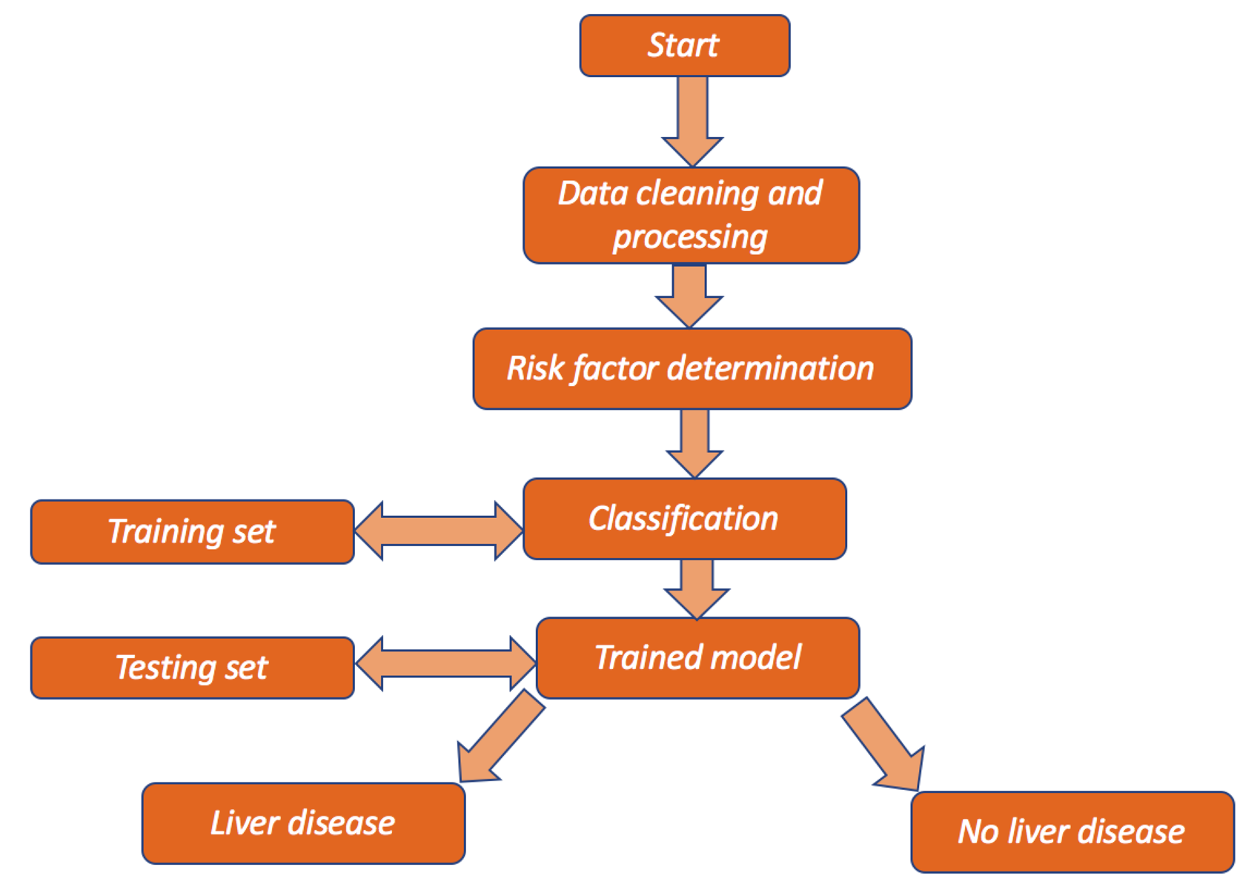 Start
Data cleaning and
processing
Risk factor determination
Classification
Training set
Trained model
Testing set
Liver disease
No liver disease